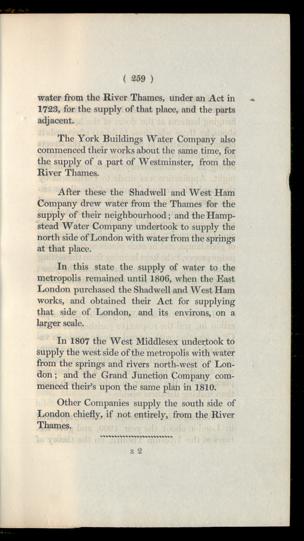 ( 259 )
water from the River Thames, under an Act in
1723, for the supply of that place, and the parts
adjacent.
The York Buildings Water Company also
commenced their works about the same time, for
the supply of a part of Westminster, from the
River Thames.
After these the Shadwell and West Ham
Company drew water from the Thames for the
supply of their neighbourhood; and the Hamp-
stead Water Company undertook to supply the
north side of London with water from the springs
at that place.
In this state the supply of water to the
metropolis remained until 1806, when the East
London purchased the Shadwell and West Ham
works, and obtained their Act for supplying
that side of London, and its environs, on a
larger scale.
In 1807 the West Middlesex undertook to
supply the west side of the metropolis with water
from the springs and rivers north-west of Lon-
don; and the Grand Junction Company com-
menced their's upon the same plan in 1810.
Other Companies supply the south side of
London chiefly, if not entirely, from the River
Thames.
s 2